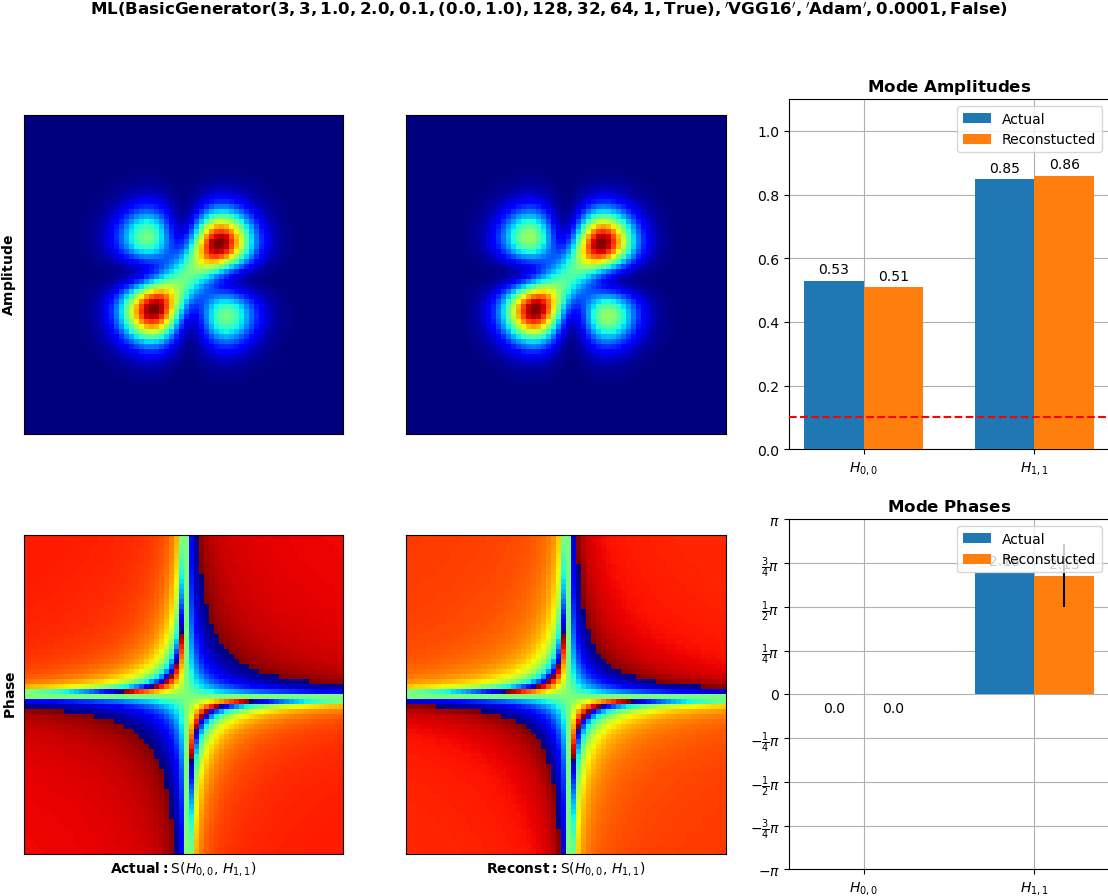 ML(BasicGenerator(3, 3, 1.0, 2.0, 0.1, (0.0, 1.0), 128, 32, 64, 1, True), 'VGG16', 'Adam', 0.0001, False)
Mode Amplitudes
Actual
Reconstucted
1.0
0.8
0.6
0.4
0.2
0.0
0.53
0.51
0.85
0.86
H0, 0
H1, 1
Amplitude
Mode Phases
Actual
Reconstucted
π
3/4π
1/2π
1/4π
0
−1/4π
−1/2π
−3/4π
−π
0.0
0.0
H0, 0
H1, 1
Phase
Actual: S(H0, 0, H1, 1)
Reconst: S(H0, 0, H1, 1)